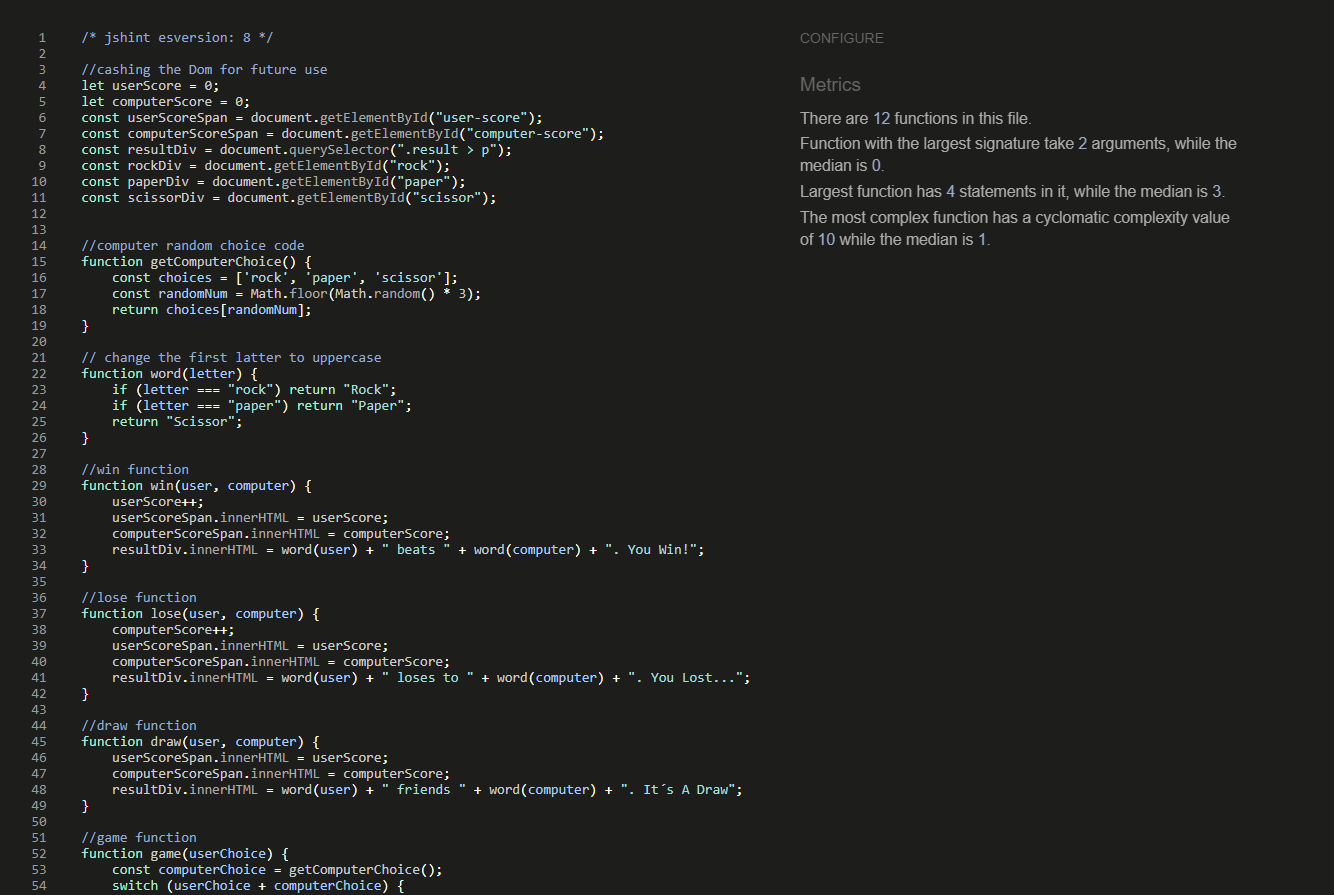 1 /* jshint esversion: 8 */
2
3 //cashing the Dom for future use
4 let userScore = 0;
5 let computerScore = 0;
6 const userScoreSpan = document.getElementById("user-score");
7 const computerScoreSpan = document.getElementById("computer-score");
8 const resultDiv = document.querySelector(".result > p");
9 const rockDiv = document.getElementById("rock");
10 const paperDiv = document.getElementById("paper");
11 const scissorDiv = document.getElementById("scissor");
12
13
14 //computer random choice code
15 function getComputerChoice() {
16 const choices = ['rock', 'paper', 'scissor'];
17 const randomNum = Math.floor(Math.random() * 3);
18 return choices[randomNum];
19 }
20
21 // change the first latter to uppercase
22 function word(letter) {
23 if (letter === "rock") return "Rock";
24 if (letter === "paper") return "Paper";
25 return "Scissor";
26 }
27
28 //win function
29 function win(user, computer) {
30 userScore++;
31 userScoreSpan.innerHTML = userScore;
32 computerScoreSpan.innerHTML = computerScore;
33 resultDiv.innerHTML = word(user) + " beats " + word(computer) + ". You Win!";
34 }
35
36 //lose function
37 function lose(user, computer) {
38 computerScore++;
39 userScoreSpan.innerHTML = userScore;
40 computerScoreSpan.innerHTML = computerScore;
41 resultDiv.innerHTML = word(user) + " loses to " + word(computer) + ". You Lost...";
42 }
43
44 //draw function
45 function draw(user, computer) {
46 userScoreSpan.innerHTML = userScore;
47 computerScoreSpan.innerHTML = computerScore;
48 resultDiv.innerHTML = word(user) + " friends " + word(computer) + ". It´s A Draw";
49 }
50
51 //game function
52 function game(userChoice) {
53 const computerChoice = getComputerChoice();
54 switch (userChoice + computerChoice) {
CONFIGURE
Metrics
There are 12 functions in this file.
Function with the largest signature take 2 arguments, while the
median is 0.
Largest function has 4 statements in it, while the median is 3.
The most complex function has a cyclomatic complexity value
of 10 while the median is 1.